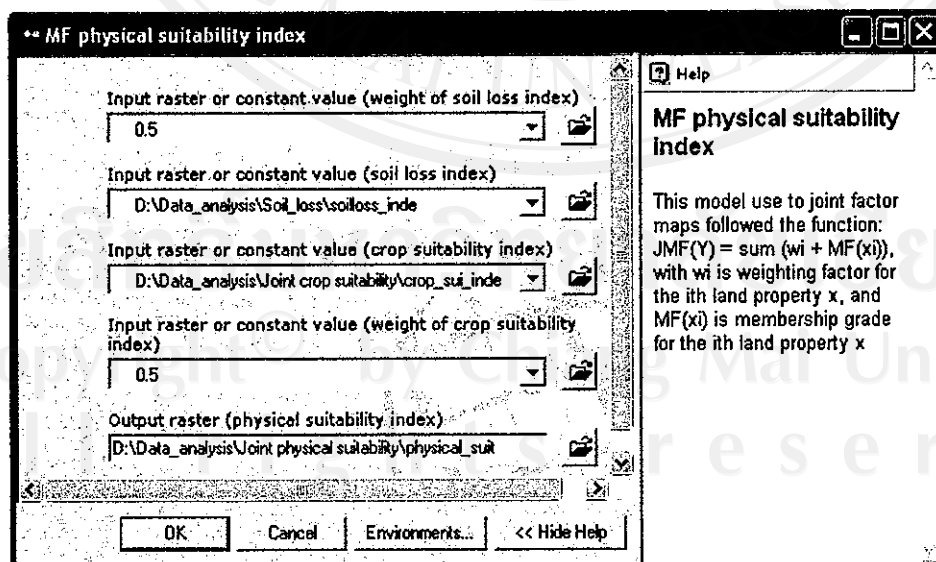 MF physical suitability index
Input raster or constant value (weight of soil loss index)
0.5
Input raster or constant value (soil loss index)
D:\Data_analysis\Soil_loss\soilloss_inde
Input raster or constant value (crop suitability index)
D:\Data_analysis\Joint crop suitability\crop_sui_inde
Input raster or constant value (weight of crop suitability
index)
0.5
Output raster (physical suitability index)
D:\Data_analysis\Joint physical suitability\physical_suit
OK Cancel Environments... << Hide Help
Help
MF physical suitability
index
This model use to joint factor
maps followed the function:
JMF(Y) = sum (wi + MF(xi)),
with wi is weighting factor for
the ith land property x, and
MF(xi) is membership grade
for the ith land property x
by Chiang Mai Un